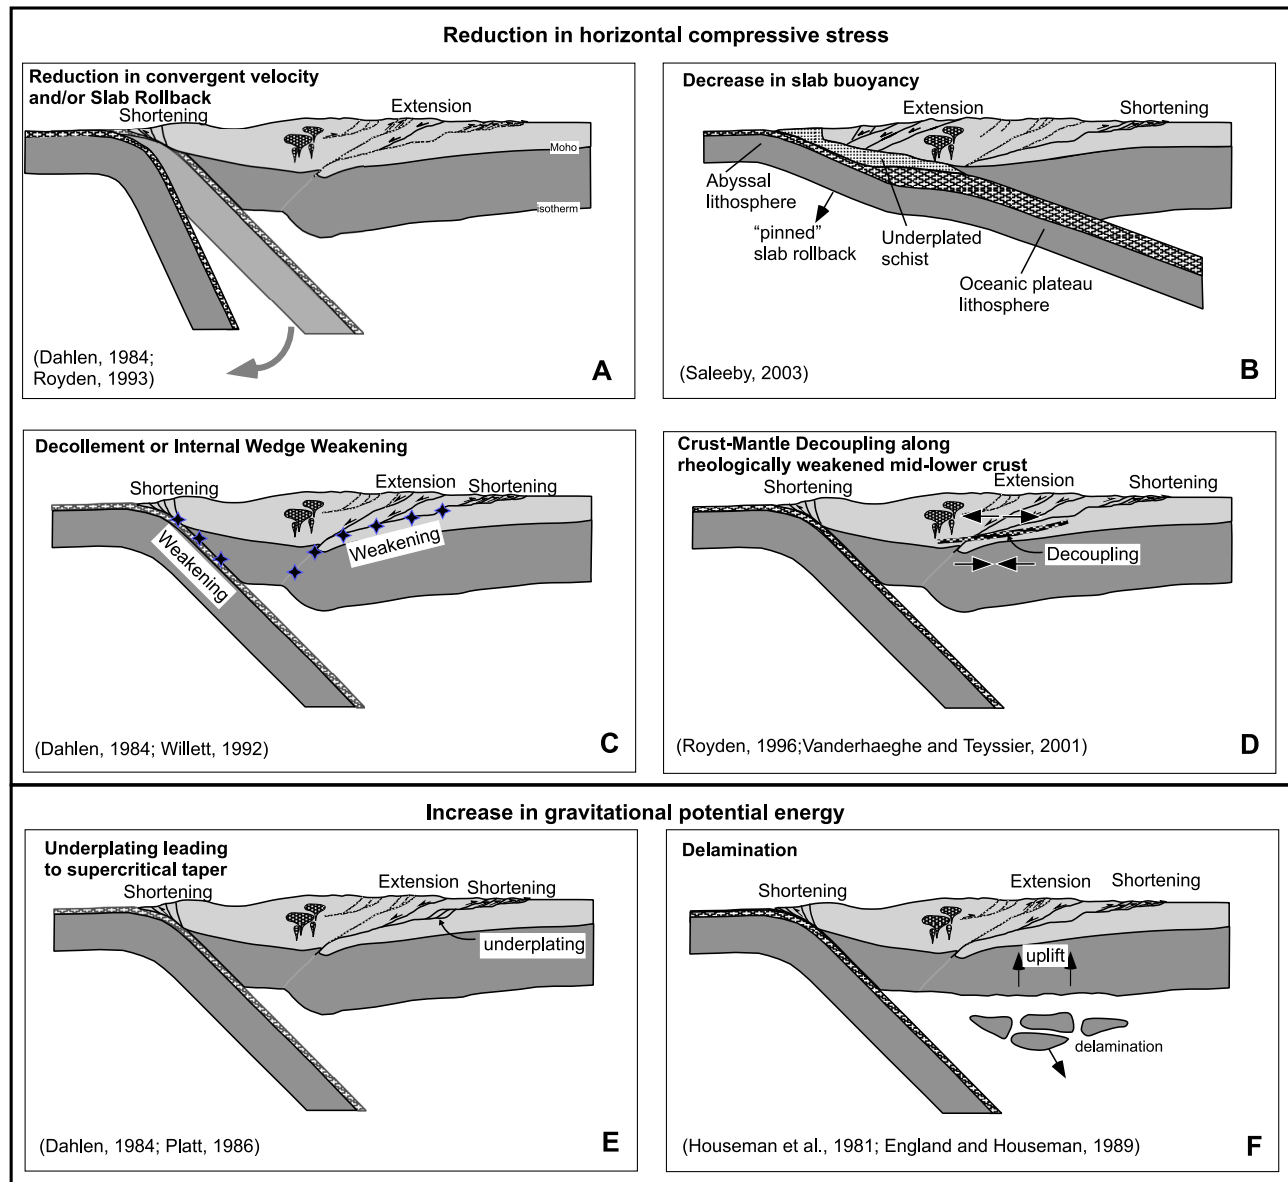 Reduction in horizontal compressive stress
Reduction in convergent velocity
and/or Slab Rollback
Shortening
Extension
Moho
isotherm
(Dahlen, 1984;
Royden, 1993)
A
Decrease in slab buoyancy
Extension
Shortening
Abyssal
lithosphere
“pinned”
slab rollback
Underplated
schist
Oceanic plateau
lithosphere
(Saleeby, 2003)
B
Decollement or Internal Wedge Weakening
Shortening
Extension
Shortening
Weakening
Weakening
(Dahlen, 1984; Willett, 1992)
C
Crust-Mantle Decoupling along
rheologically weakened mid-lower crust
Shortening
Extension
Shortening
Decoupling
(Royden, 1996;Vanderhaeghe and Teyssier, 2001)
D
Increase in gravitational potential energy
Underplating leading
to supercritical taper
Shortening
Extension
Shortening
underplating
(Dahlen, 1984; Platt, 1986)
E
Delamination
Shortening
Extension
Shortening
uplift
delamination
(Houseman et al., 1981; England and Houseman, 1989)
F